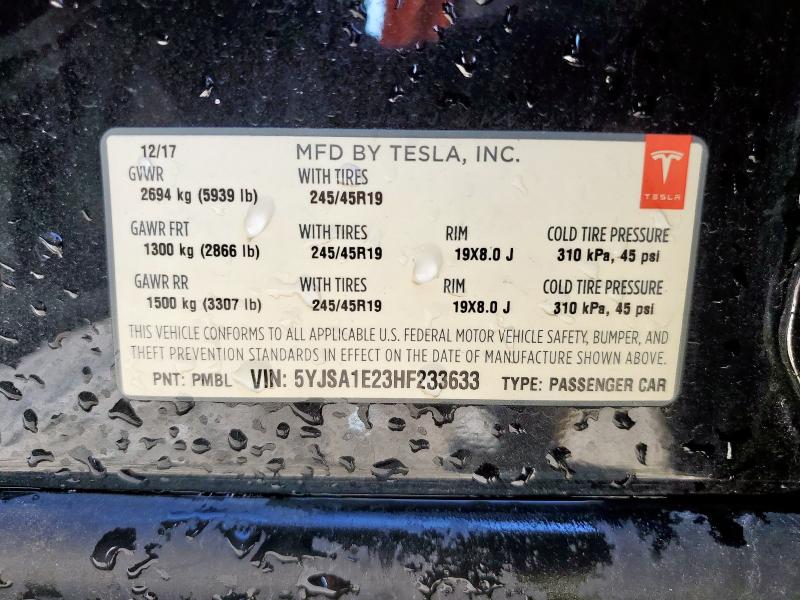 12/17 MFD BY TESLA, INC.
TESLA
GVWR WITH TIRES
2694 kg (5939 lb) 245/45R19
GAWR FRT WITH TIRES RIM COLD TIRE PRESSURE
1300 kg (2866 lb) 245/45R19 19X8.0 J 310 kPa, 45 psi
GAWR RR WITH TIRES RIM COLD TIRE PRESSURE
1500 kg (3307 lb) 245/45R19 19X8.0 J 310 kPa, 45 psi
THIS VEHICLE CONFORMS TO ALL APPLICABLE U.S. FEDERAL MOTOR VEHICLE SAFETY, BUMPER, AND
THEFT PREVENTION STANDARDS IN EFFECT ON THE DATE OF MANUFACTURE SHOWN ABOVE.
PNT: PMBL VIN: 5YJSA1E23HF233633 TYPE: PASSENGER CAR